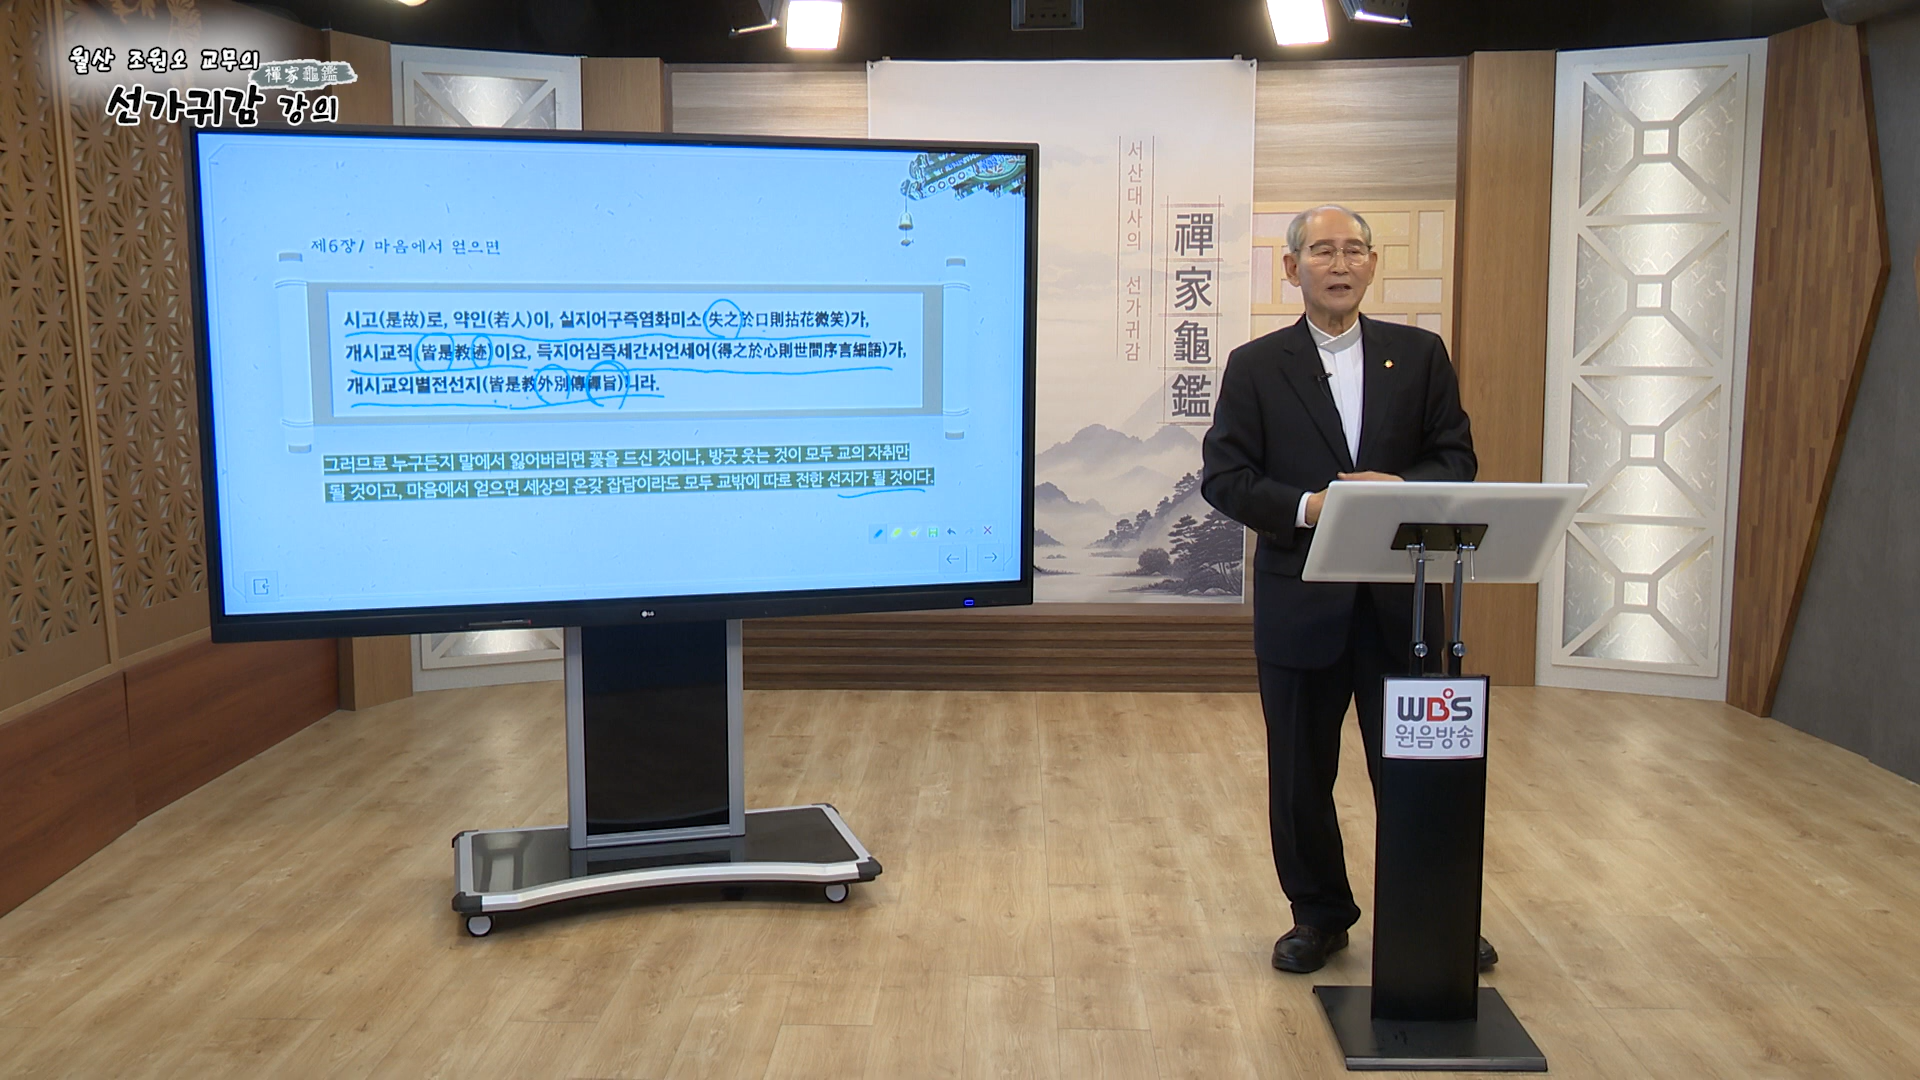 월산 조원오 교무의
禪家龜鑑
선가귀감 강의
제6장/ 마음에서 얻으면
시고(是故)로, 약인(若人)이, 실지어구즉염화미소(失之於口則拈花微笑)가,
개시교적(皆是教迹)이요, 득지어심즉세간서언세어(得之於心則世間序言細語)가,
개시교외별전선지(皆是教外別傳禪旨)니라.
그러므로 누구든지 말에서 잃어버리면 꽃을 드신 것이나, 방긋 웃는 것이 모두 교의 자취만
될 것이고, 마음에서 얻으면 세상의 온갖 잡담이라도 모두 교밖에 따로 전한 선지가 될 것이다.
LG
서산대사의 선가귀감
禪家龜鑑
WBS
원음방송